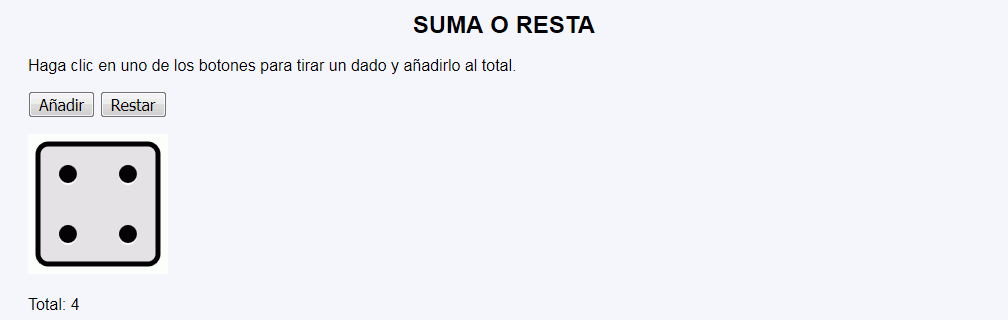 SUMA O RESTA
Haga clic en uno de los botones para tirar un dado y añadirlo al total.
Añadir Restar
Total: 4